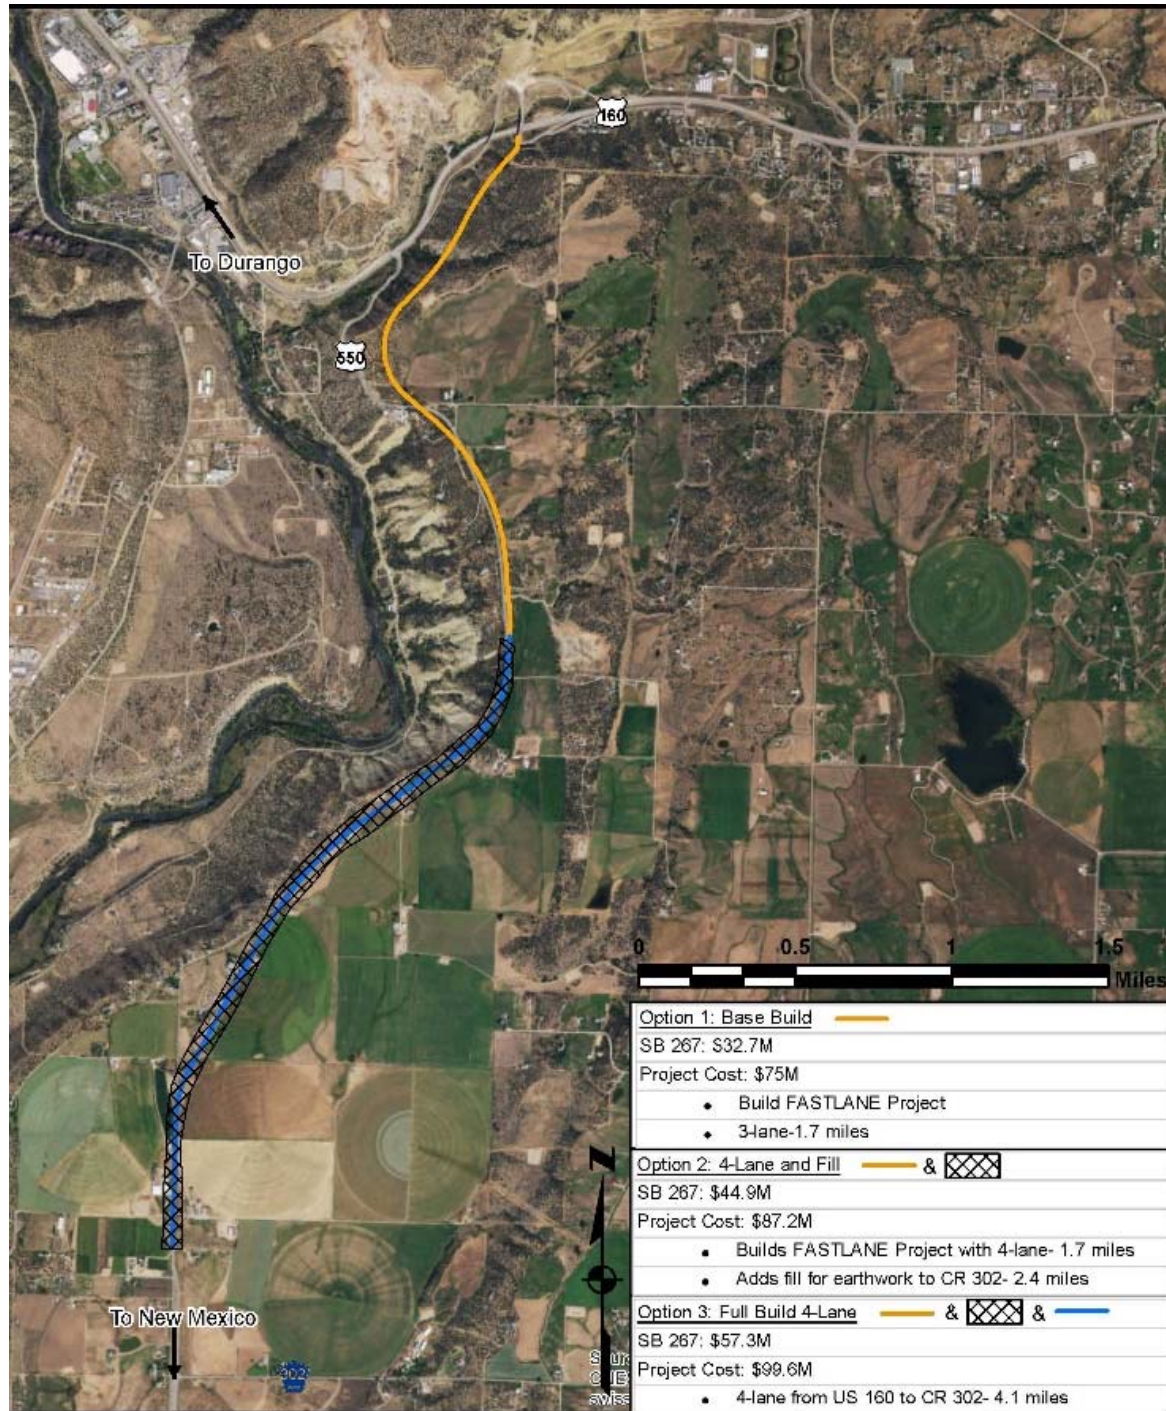 160
To Durango
550
0 0.5 1 1.5
Miles
Option 1: Base Build
SB 267: $32.7M
Project Cost: $75M
• Build FASTLANE Project
• 3-lane-1.7 miles
N
Option 2: 4-Lane and Fill &
SB 267: $44.9M
Project Cost: $87.2M
• Builds FASTLANE Project with 4-lane- 1.7 miles
• Adds fill for earthwork to CR 302- 2.4 miles
Option 3: Full Build 4-Lane & &
SB 267: $57.3M
Project Cost: $99.6M
• 4-lane from US 160 to CR 302- 4.1 miles
To New Mexico
302